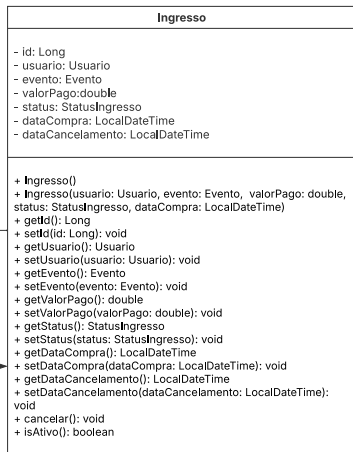 Ingresso
- id: Long
- usuario: Usuario
- evento: Evento
- valorPago:double
- status: StatusIngresso
- dataCompra: LocalDateTime
- dataCancelamento: LocalDateTime
+ Ingresso()
+ Ingresso(usuario: Usuario, evento: Evento, valorPago: double,
status: StatusIngresso, dataCompra: LocalDateTime)
+ getId(): Long
+ setId(id: Long): void
+ getUsuario(): Usuario
+ setUsuario(usuario: Usuario): void
+ getEvento(): Evento
+ setEvento(evento: Evento): void
+ getValorPago(): double
+ setValorPago(valorPago: double): void
+ getStatus(): StatusIngresso
+ setStatus(status: StatusIngresso): void
+ getDataCompra(): LocalDateTime
+ setDataCompra(dataCompra: LocalDateTime): void
+ getDataCancelamento(): LocalDateTime
+ setDataCancelamento(dataCancelamento: LocalDateTime):
void
+ cancelar(): void
+ isAtivo(): boolean